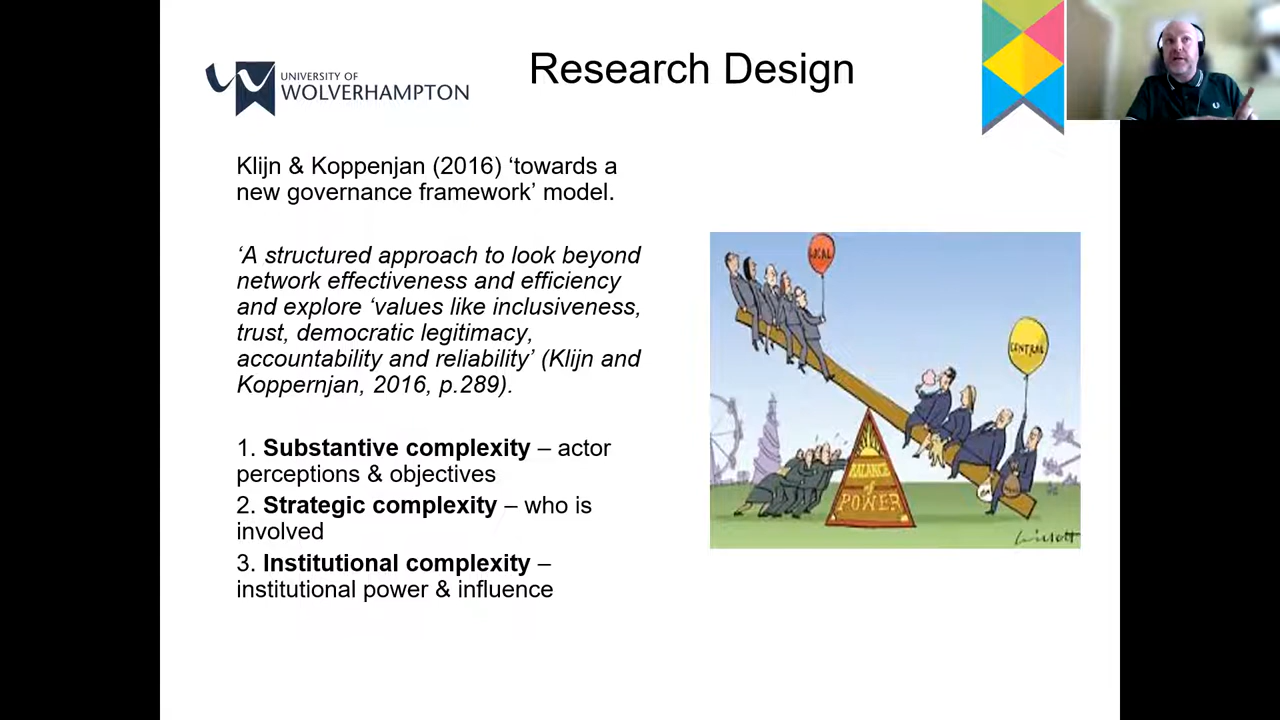 UNIVERSITY OF
WOLVERHAMPTON
Research Design
Klijn & Koppenjan (2016) ‘towards a
new governance framework’ model.
‘A structured approach to look beyond
network effectiveness and efficiency
and explore ‘values like inclusiveness,
trust, democratic legitimacy,
accountability and reliability’ (Klijn and
Koppernjan, 2016, p.289).
1. Substantive complexity – actor
perceptions & objectives
2. Strategic complexity – who is
involved
3. Institutional complexity –
institutional power & influence
LOCAL
CENTRAL
BALANCE
of
POWER